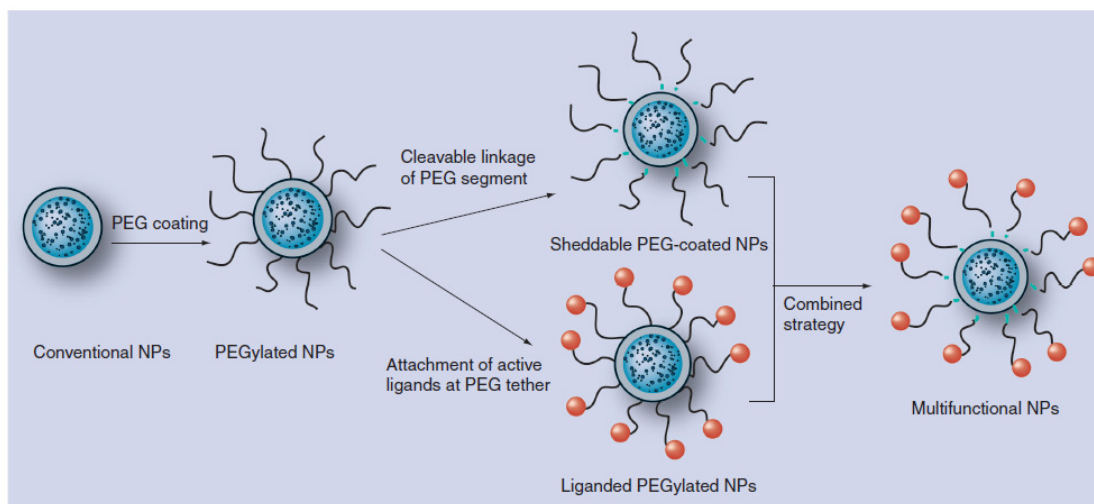 Conventional NPs
PEG coating
PEGylated NPs
Cleavable linkage
of PEG segment
Sheddable PEG-coated NPs
Attachment of active
ligands at PEG tether
Liganded PEGylated NPs
Combined
strategy
Multifunctional NPs